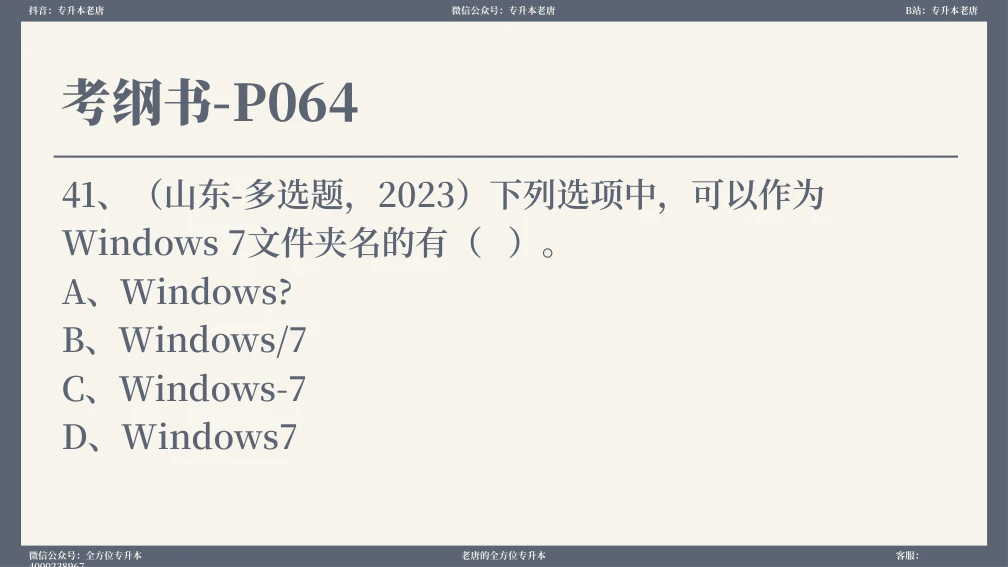 抖音：专升本老唐
微信公众号：专升本老唐
B站：专升本老唐
考纲书-P064
41、（山东-多选题，2023）下列选项中，可以作为
Windows 7文件夹名的有（  ）。
A、Windows?
B、Windows/7
C、Windows-7
D、Windows7
微信公众号：全方位专升本
老唐的全方位专升本
客服：
4000238967